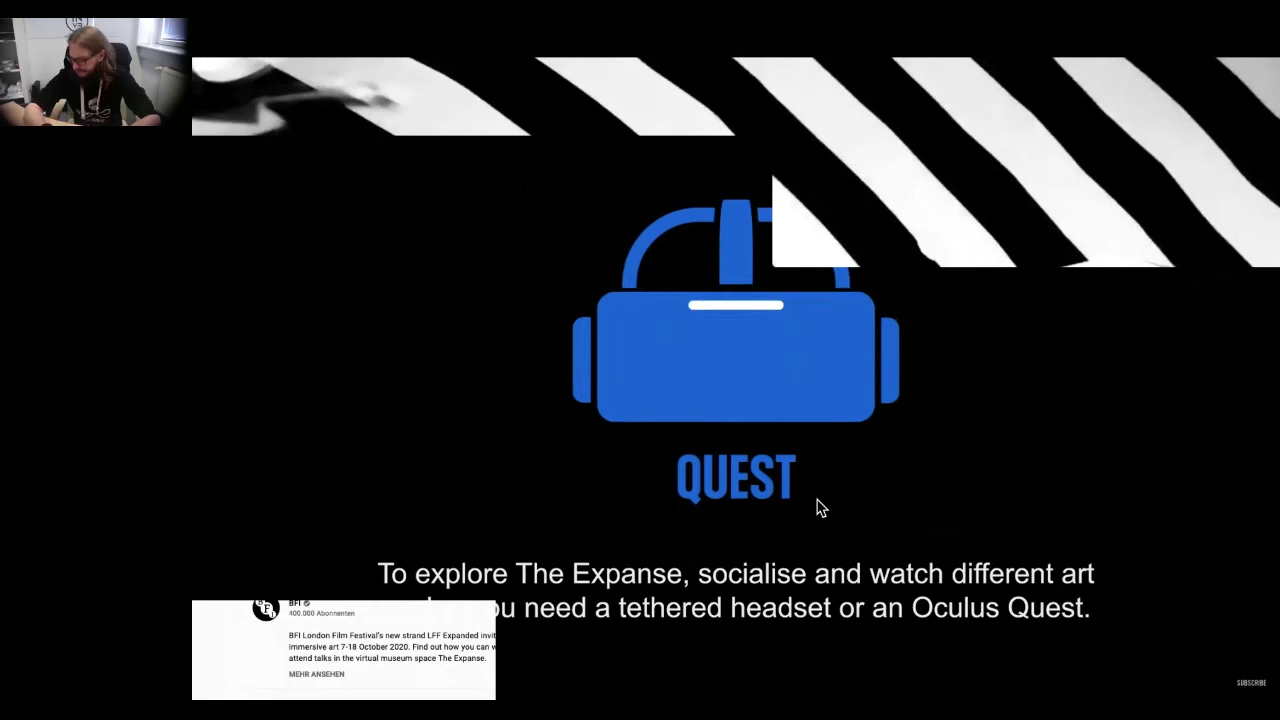 QUEST
To explore The Expanse, socialise and watch different art
you need a tethered headset or an Oculus Quest.
BFI
400.000 Abonnenten
BFI London Film Festival's new strand LFF Expanded
immersive art 7-18 October 2020. Find out how you can
attend talks in the virtual museum space The Expanse.
MEHR ANSEHEN
SUBSCRIBE